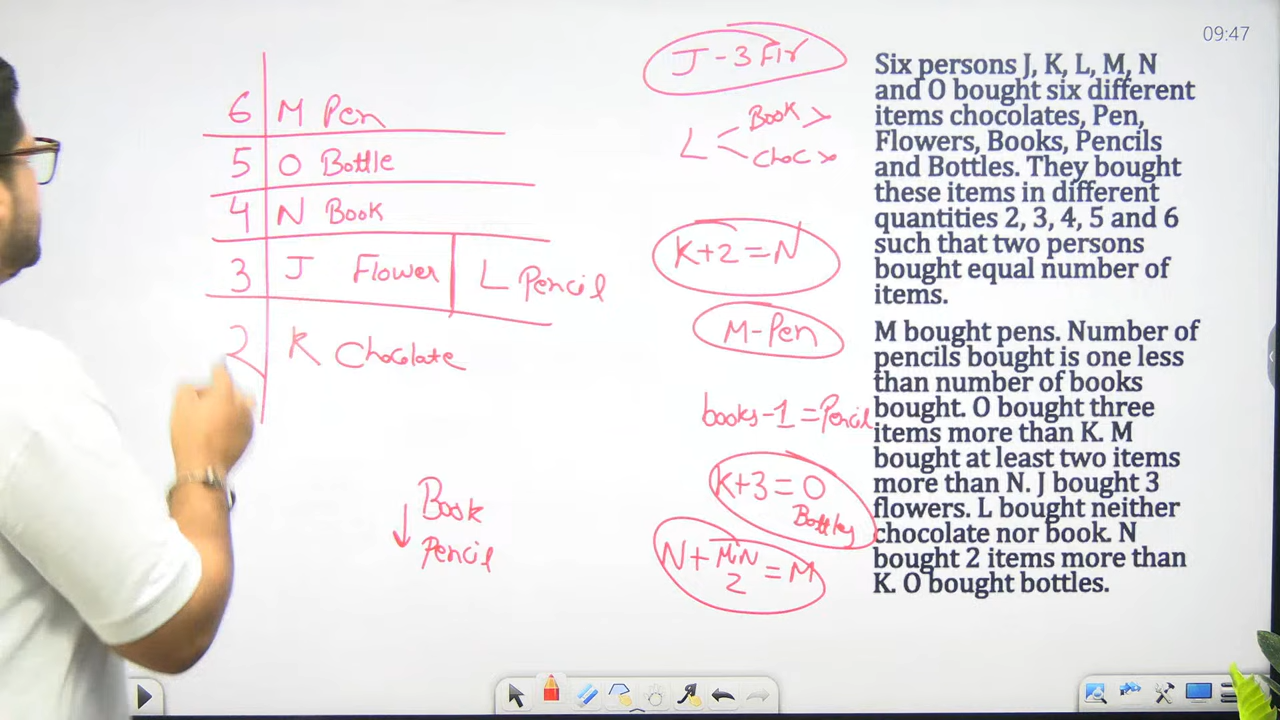 09:47
6 M Pen
5 O Bottle
4 N Book
3 J Flower L Pencil
2 K Chocolate
↓ Book
Pencil
J - 3 Flr
L Book
Choc
K+2 = N
M-Pen
books-1 = Pencil
K+3 = O
Bottles
N + MiN 2 = M
Six persons J, K, L, M, N
and O bought six different
items chocolates, Pen,
Flowers, Books, Pencils
and Bottles. They bought
these items in different
quantities 2, 3, 4, 5 and 6
such that two persons
bought equal number of
items.
M bought pens. Number of
pencils bought is one less
than number of books
bought. O bought three
items more than K. M
bought at least two items
more than N. J bought 3
flowers. L bought neither
chocolate nor book. N
bought 2 items more than
K. O bought bottles.